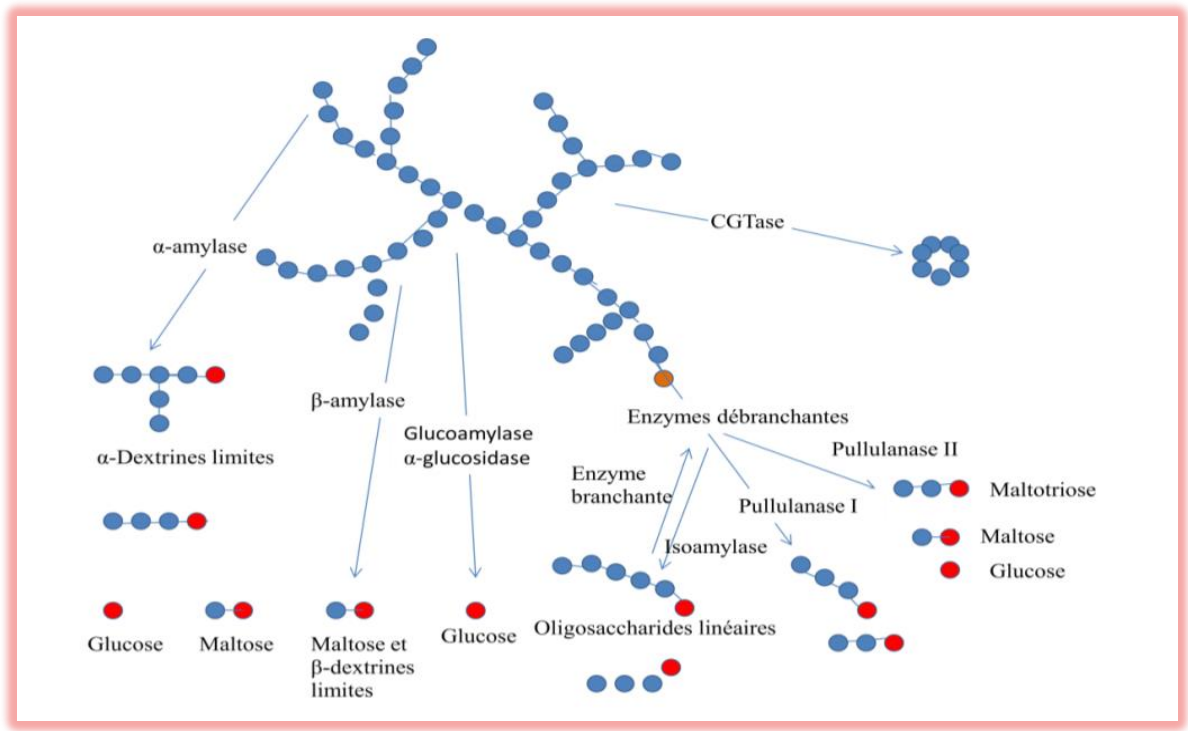 CGTase
α-amylase
β-amylase
Enzymes débranchantes
Glucoamylase
α-glucosidase
Pullulanase II
α-Dextrines limites
Enzyme
branchante
Maltotriose
Pullulanase I
Maltose
Isoamylase
Glucose
Oligosaccharides linéaires
Glucose
Maltose
Maltose et
β-dextrines
limites
Glucose